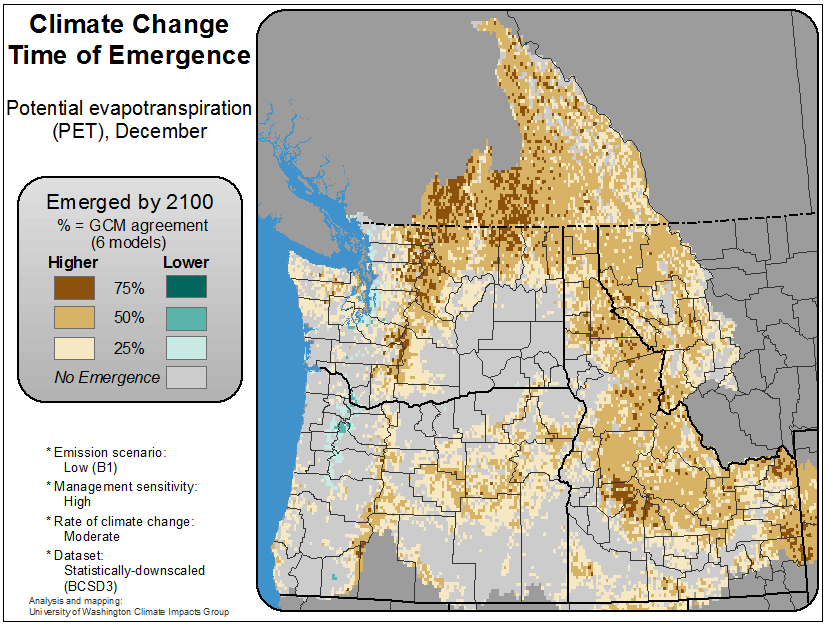 Climate Change
Time of Emergence
Potential evapotranspiration
(PET), December
Emerged by 2100
% = GCM agreement
(6 models)
Higher Lower
75%
50%
25%
No Emergence
* Emission scenario:
Low (B1)
* Management sensitivity:
High
* Rate of climate change:
Moderate
* Dataset:
Statistically-downscaled
(BCSD3)
Analysis and mapping:
University of Washington Climate Impacts Group